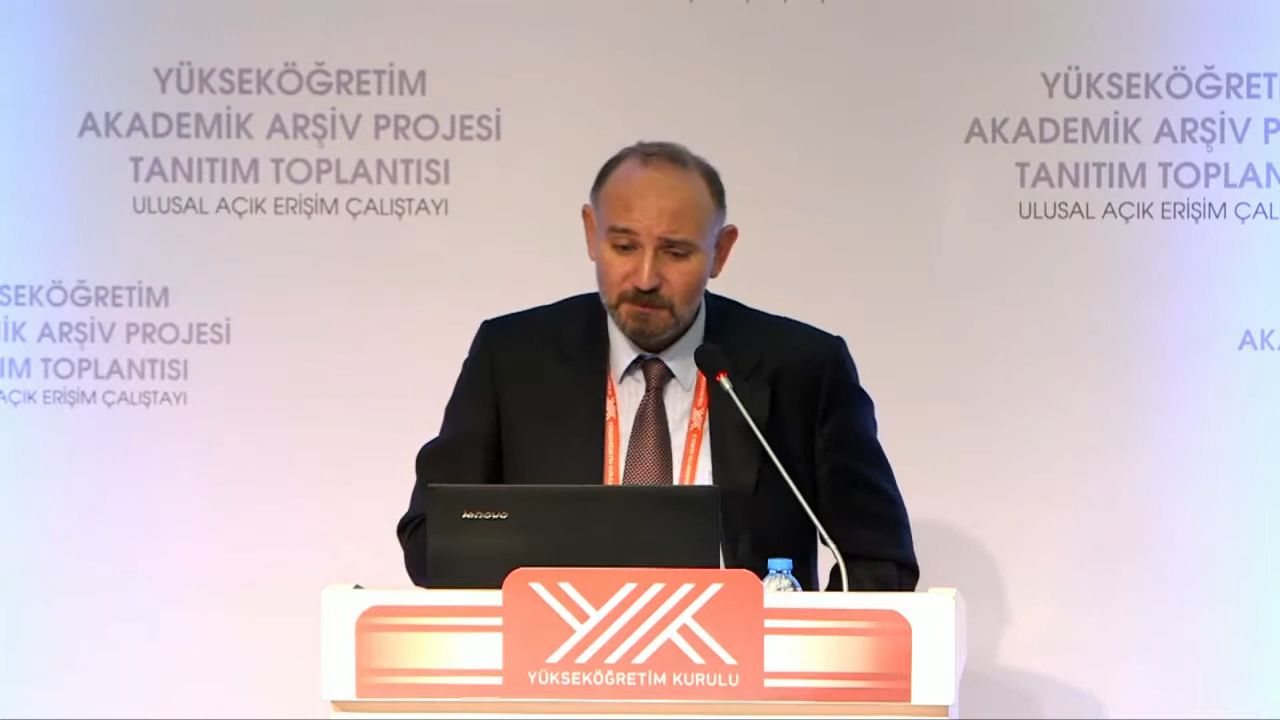 YÜKSEKÖĞRETİM
AKADEMİK ARŞİV PROJESİ
TANITIM TOPLANTISI
ULUSAL AÇIK ERİŞİM ÇALIŞTAYI
YÜKSEKÖĞRET
AKADEMİK ARŞİV P
TANITIM TOPLAN
ULUSAL AÇIK ERİŞİM ÇAL
SEKÖĞRETİM
İK ARŞİV PROJESİ
IM TOPLANTISI
AÇIK ERİŞİM ÇALIŞTAYI
AKA
lenovo
YÜKSEKÖĞRETİM KURULU